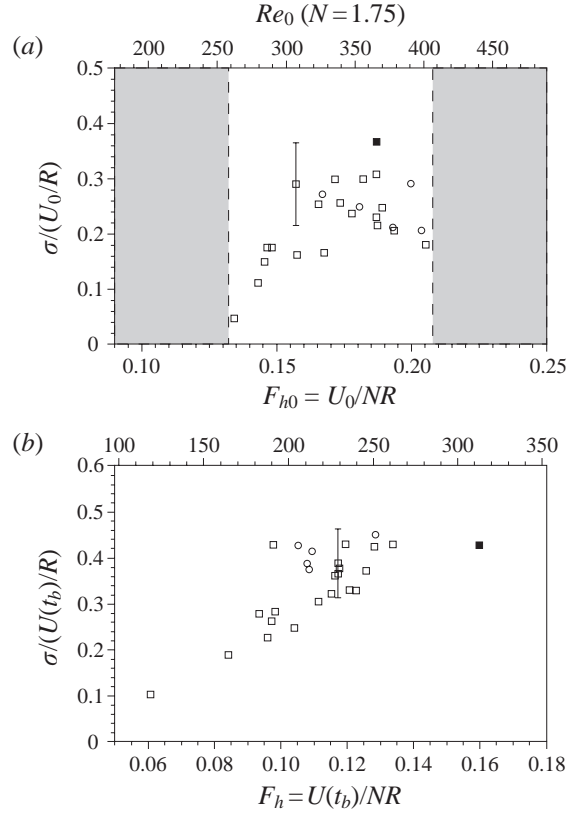 Re0 (N = 1.75)
(a)
200 250 300 350 400 450
0.5
0.4
0.3
0.2
0.1
0
σ/(U0/R)
0.10 0.15 0.20 0.25
Fh0 = U0/NR
(b)
100 150 200 250 300 350
0.6
0.5
0.4
0.3
0.2
0.1
0
σ/(U(tb)/R)
0.06 0.08 0.10 0.12 0.14 0.16 0.18
Fh = U(tb)/NR